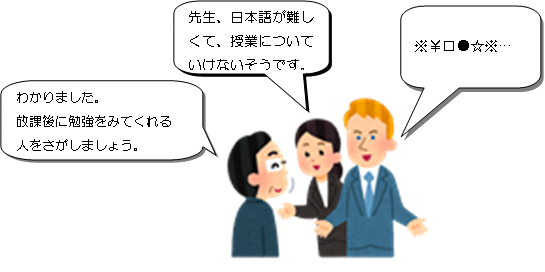 ※￥□●☆※…
先生、日本語が難し
くて、授業について
いけないそうです。
わかりました。
放課後に勉強をみてくれる
人をさがしましょう。